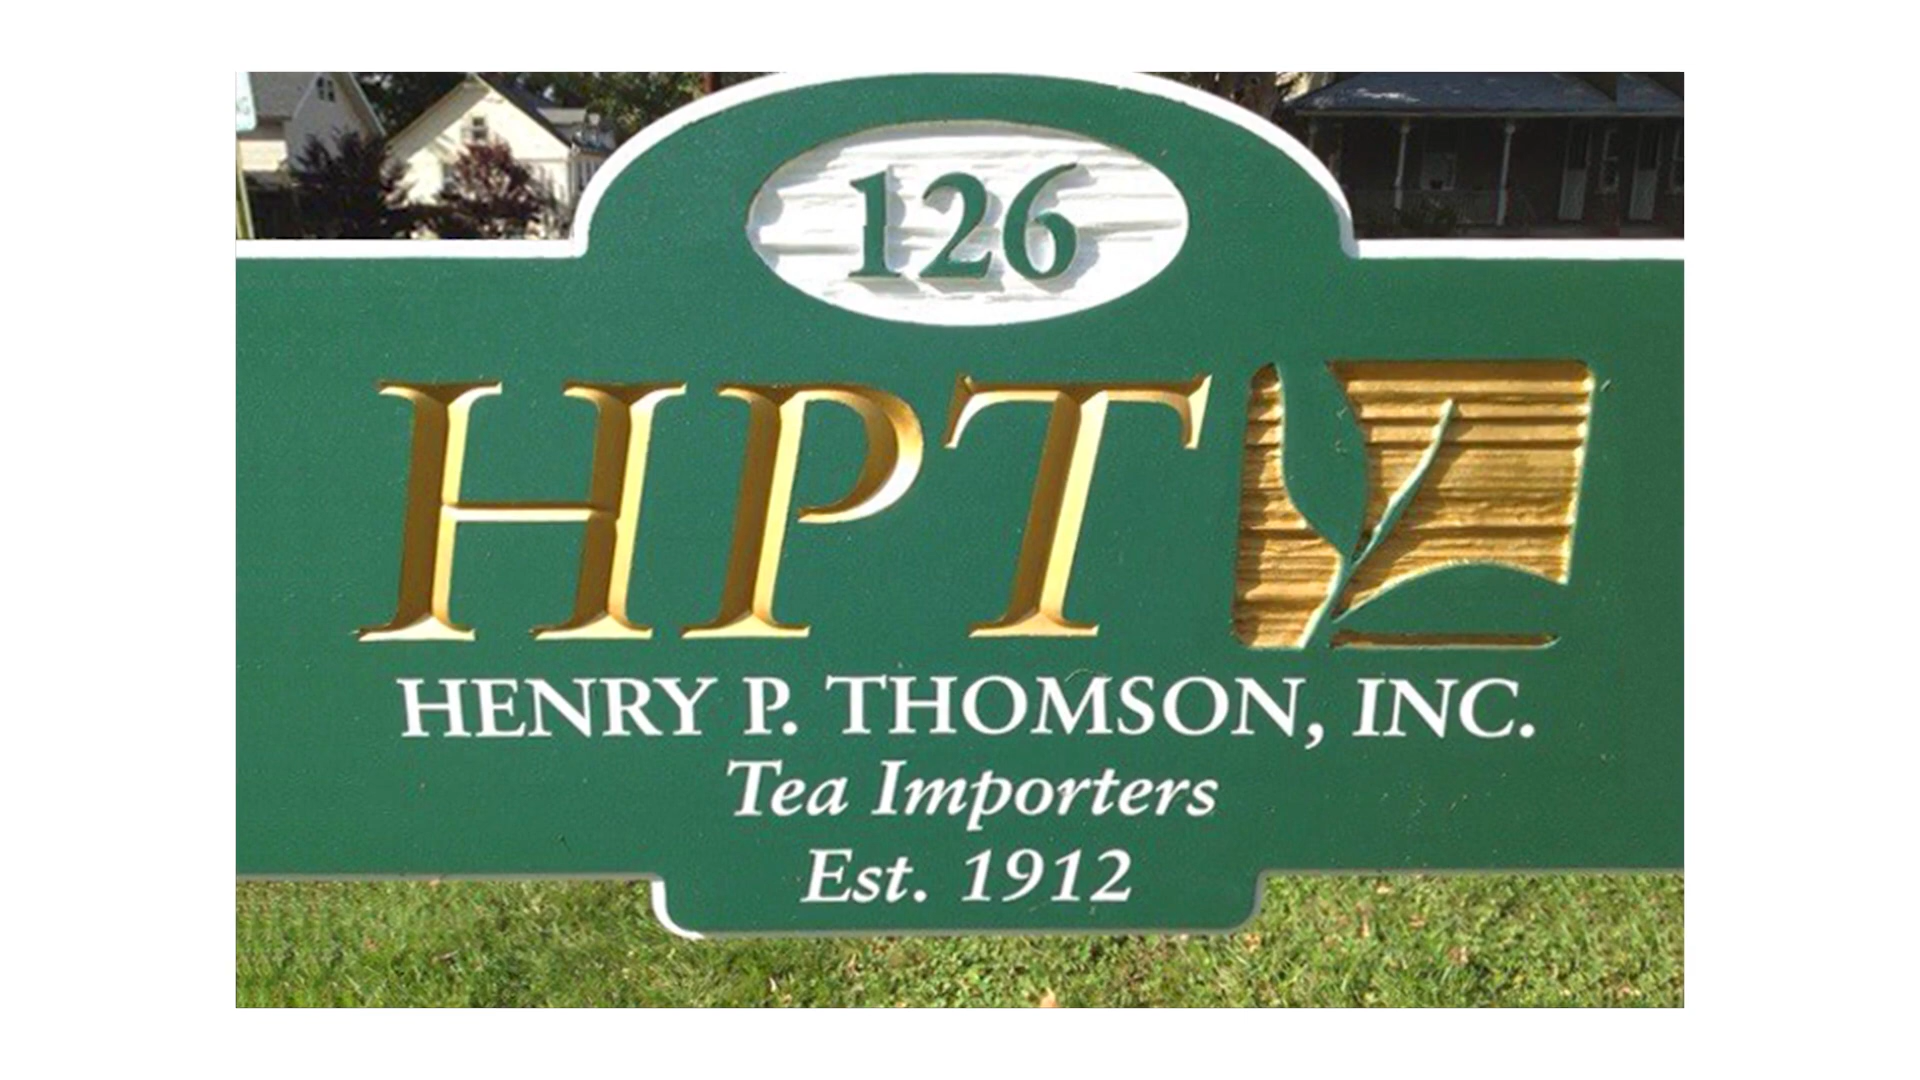 126
HPT
HENRY P. THOMSON, INC.
Tea Importers
Est. 1912